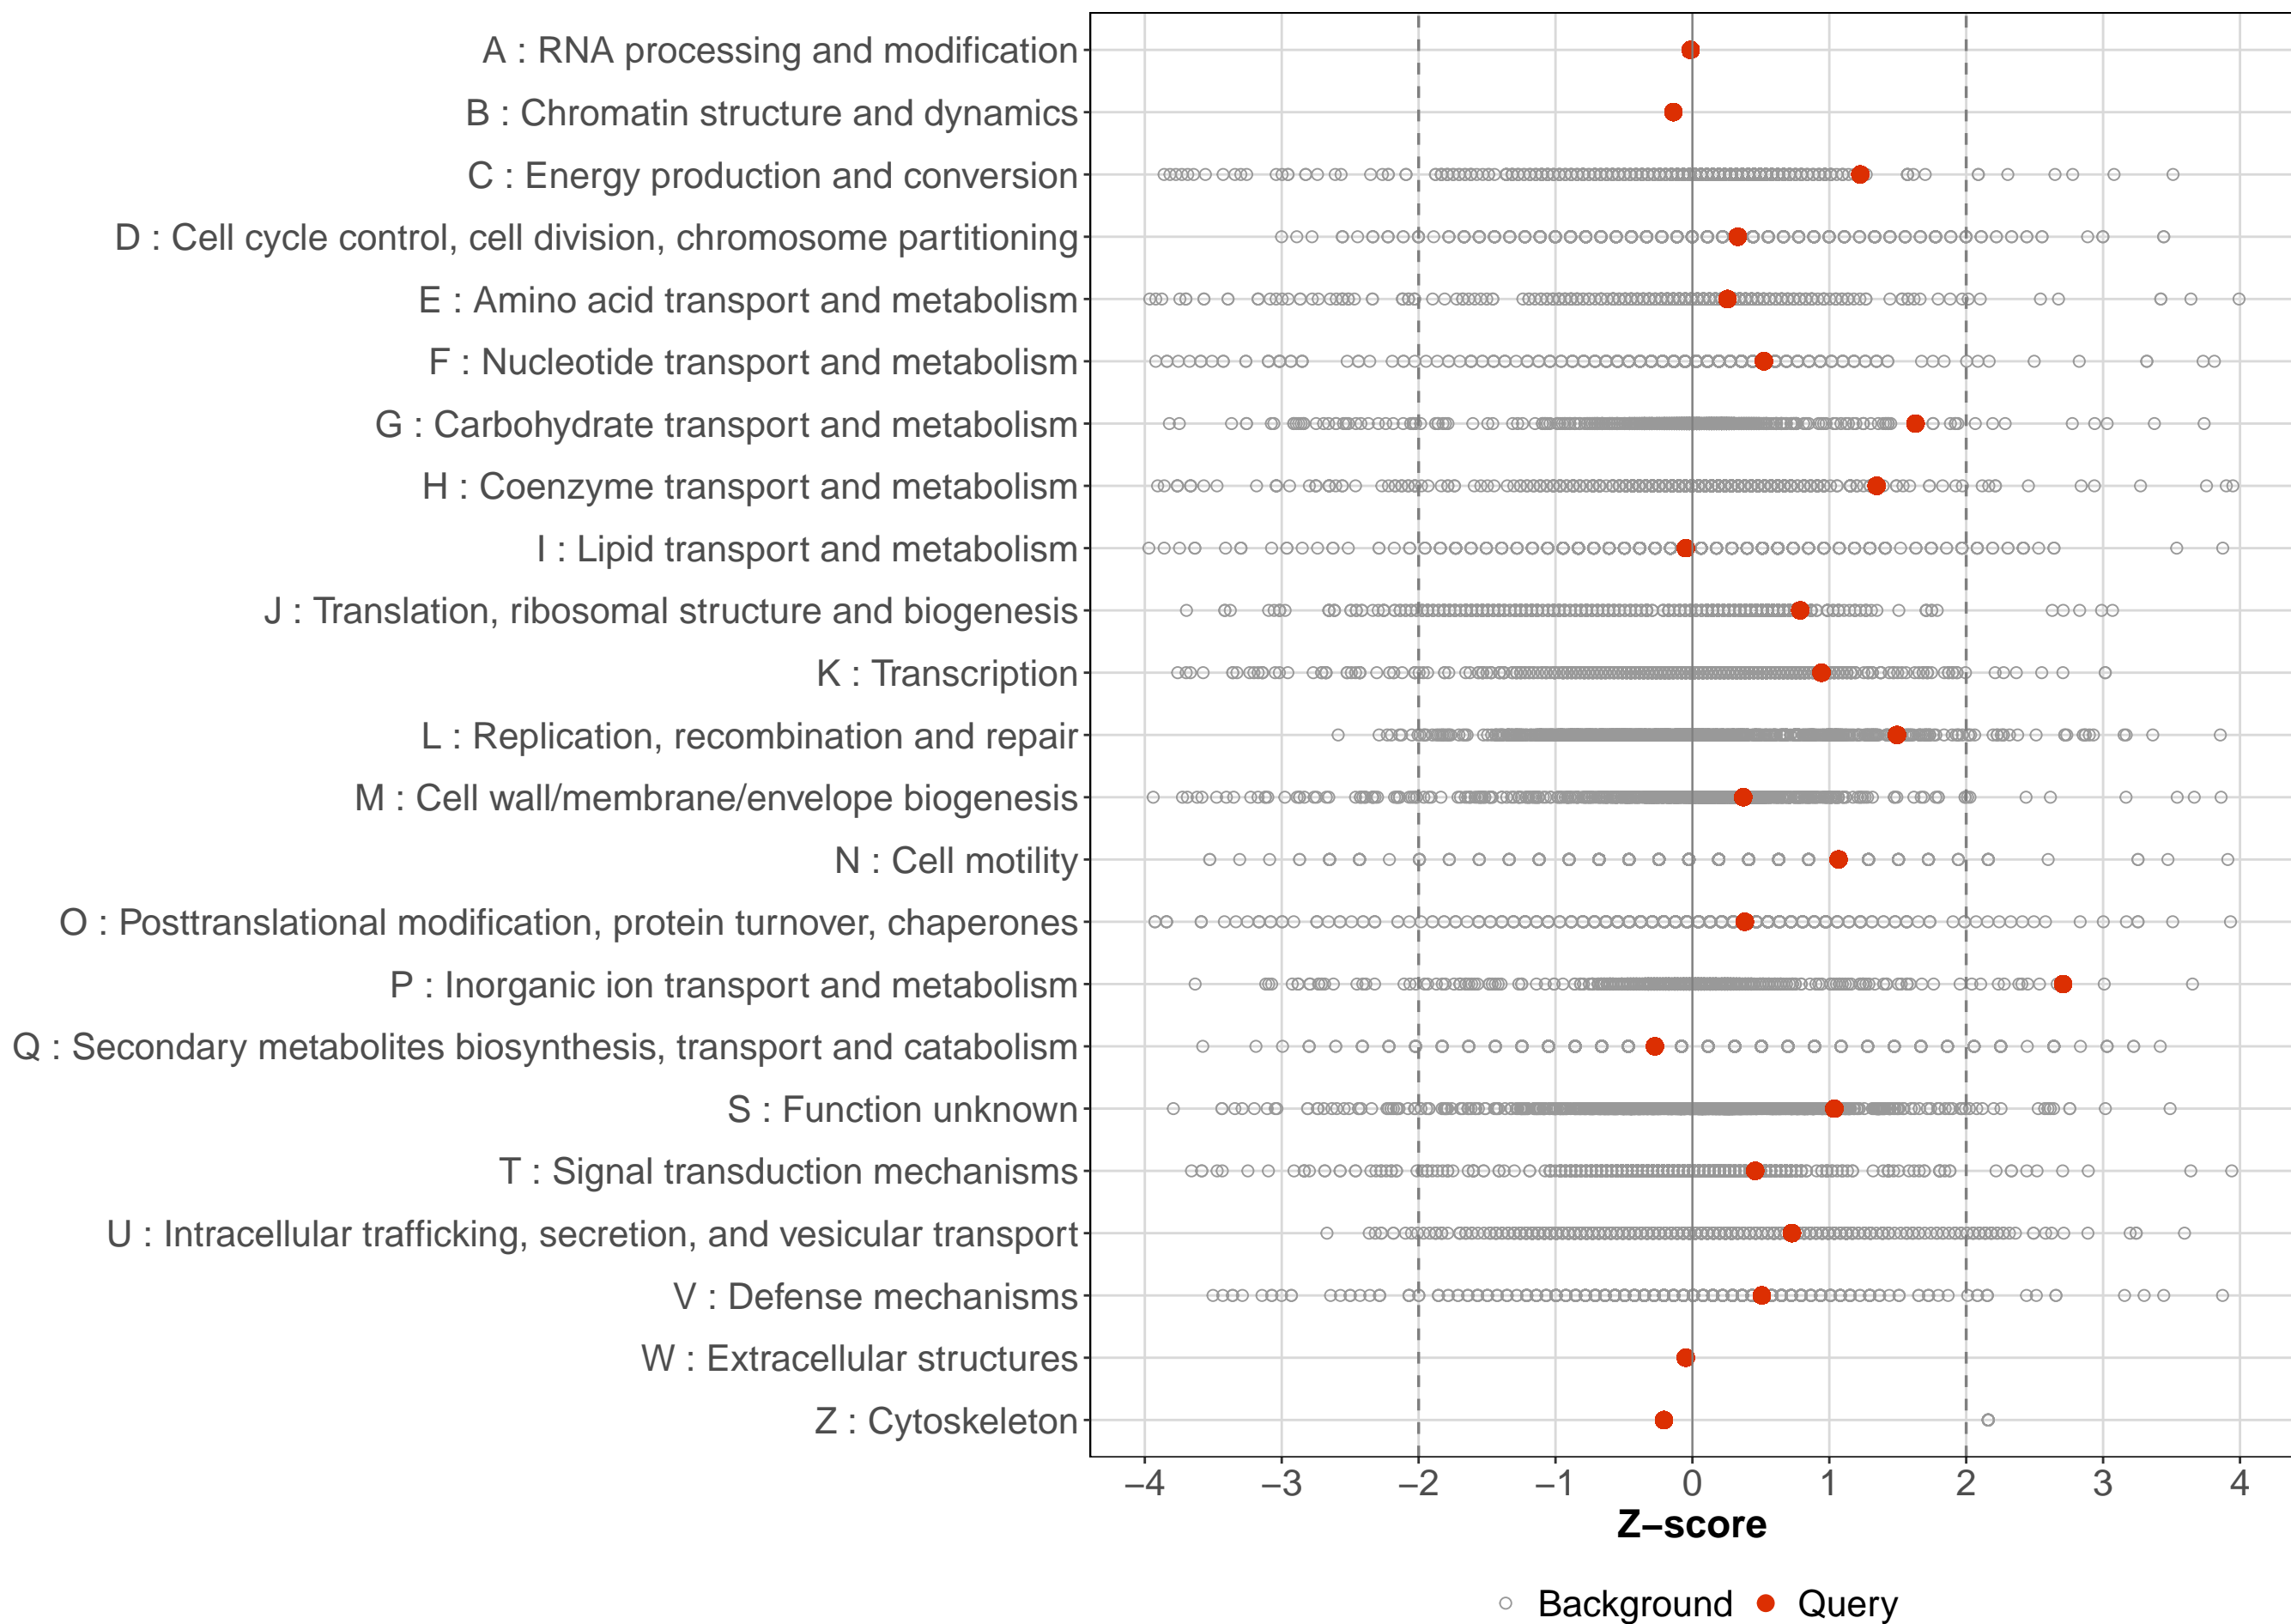 A : RNA processing and modification
B : Chromatin structure and dynamics
C : Energy production and conversion
D : Cell cycle control, cell division, chromosome partitioning
E : Amino acid transport and metabolism
F : Nucleotide transport and metabolism
G : Carbohydrate transport and metabolism
H : Coenzyme transport and metabolism
I : Lipid transport and metabolism
J : Translation, ribosomal structure and biogenesis
K : Transcription
L : Replication, recombination and repair
M : Cell wall/membrane/envelope biogenesis
N : Cell motility
O : Posttranslational modification, protein turnover, chaperones
P : Inorganic ion transport and metabolism
Q : Secondary metabolites biosynthesis, transport and catabolism
S : Function unknown
T : Signal transduction mechanisms
U : Intracellular trafficking, secretion, and vesicular transport
V : Defense mechanisms
W : Extracellular structures
Z : Cytoskeleton
−4 −3 −2 −1 0 1 2 3 4
Z−score
Background Query